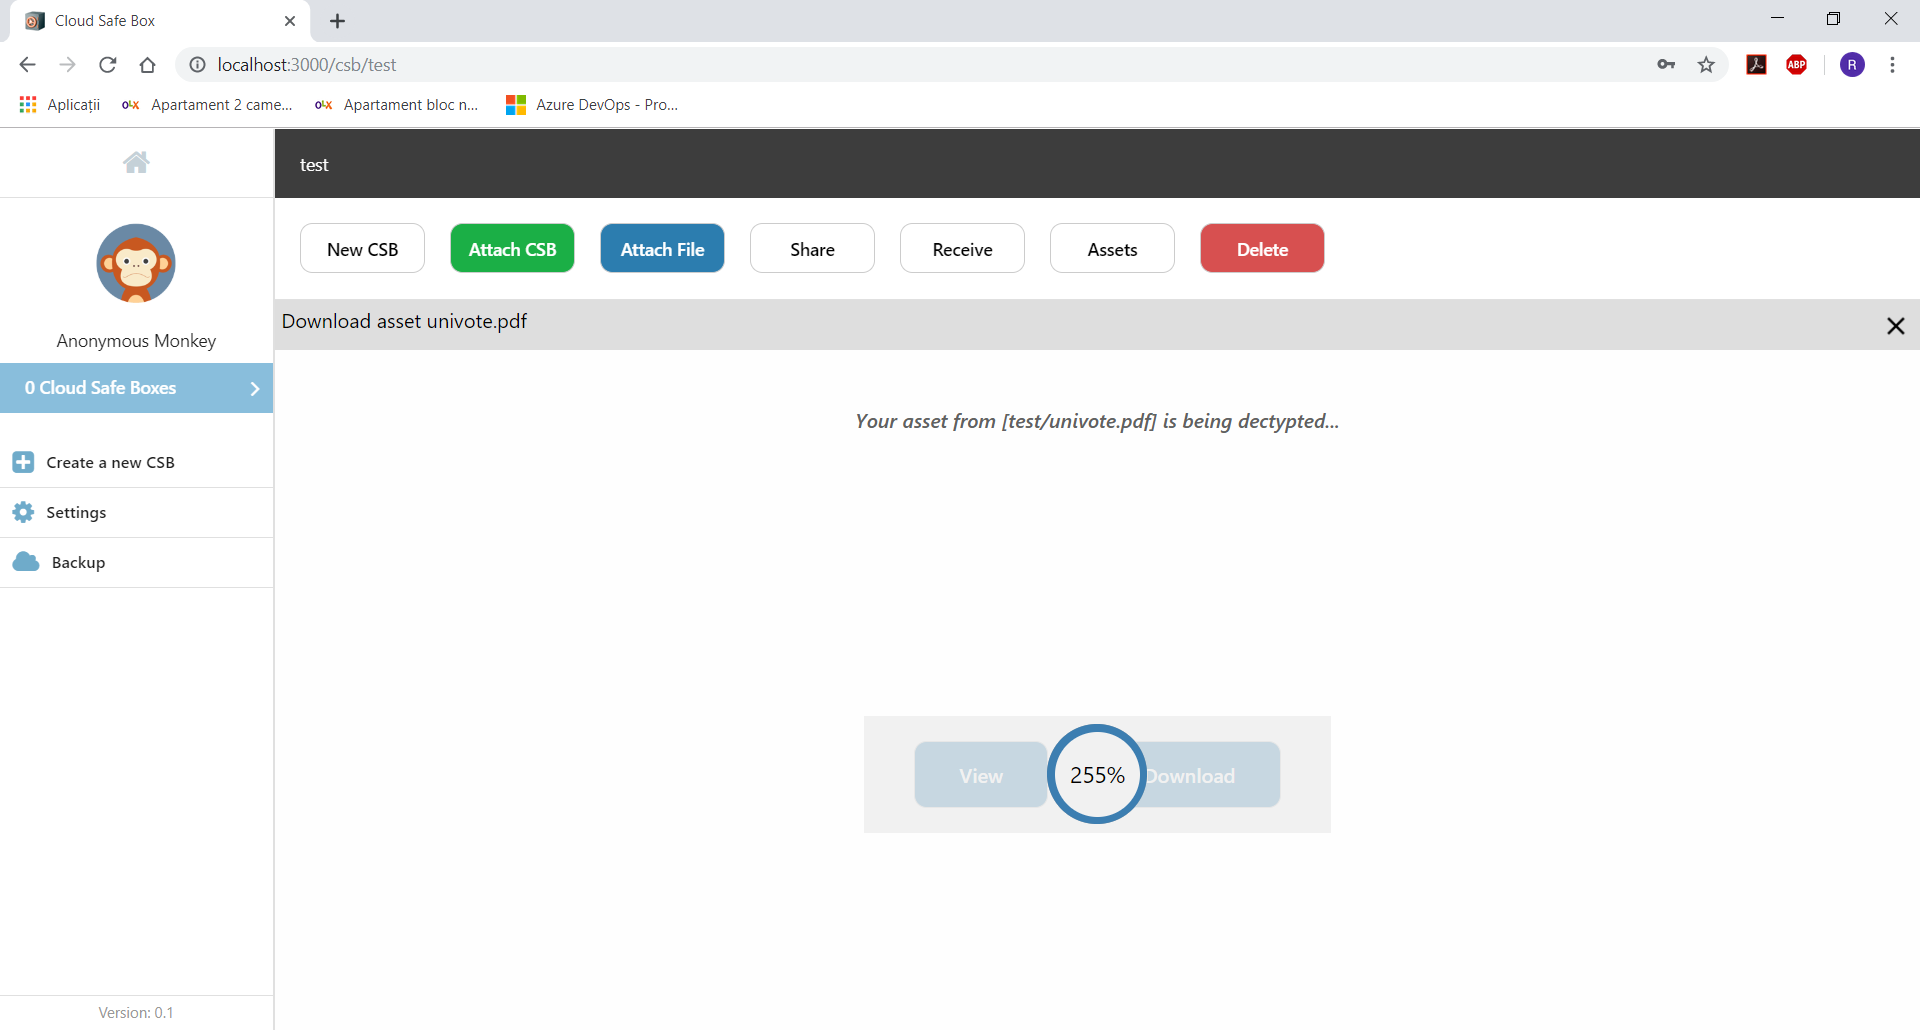 Cloud Safe Box
localhost:3000/csb/test
ABP
R
Aplicații
OLX Apartament 2 came...
OLX Apartament bloc n...
Azure DevOps - Pro...
test
New CSB
Attach CSB
Attach File
Share
Receive
Assets
Delete
Anonymous Monkey
0 Cloud Safe Boxes
Create a new CSB
Settings
Backup
Version: 0.1
Download asset univote.pdf
Your asset from [test/univote.pdf] is being dectypted...
View
255%
Download